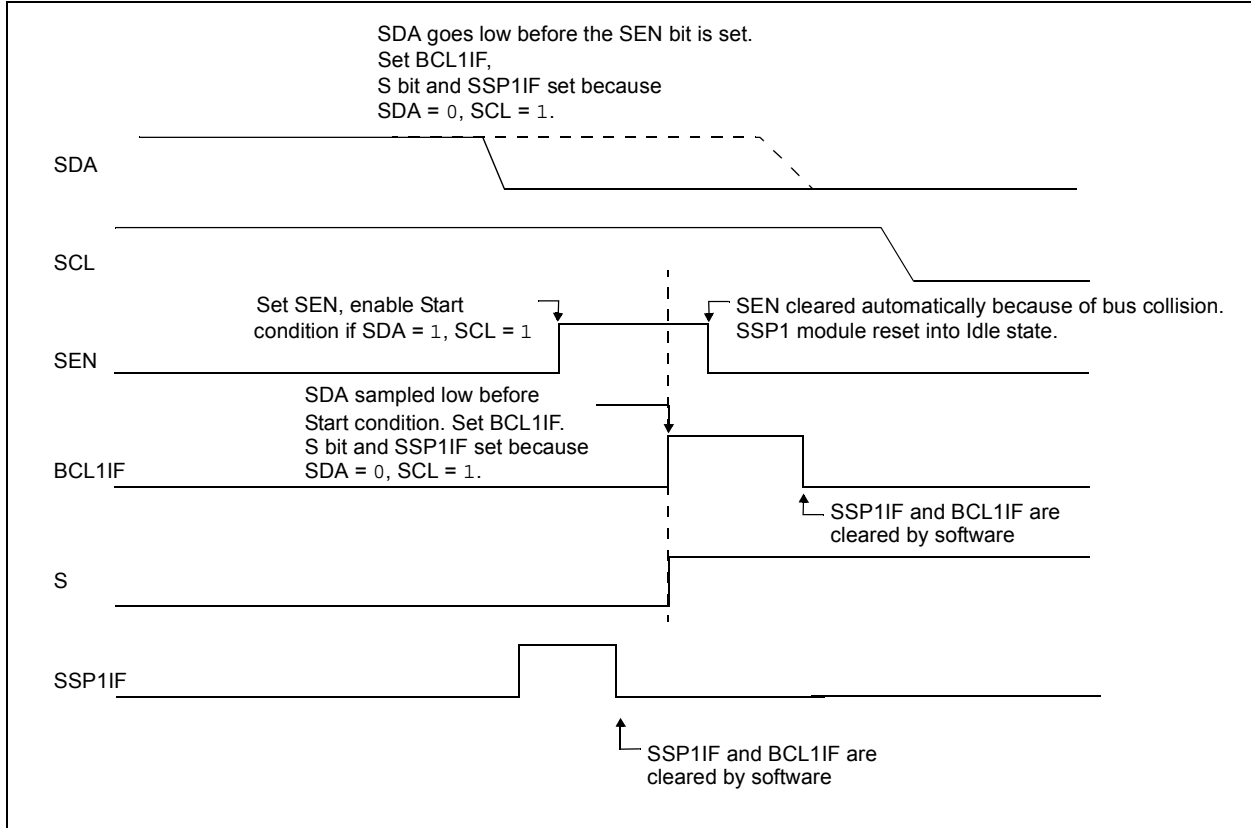 SDA goes low before the SEN bit is set.
Set BCL1IF,
S bit and SSP1IF set because
SDA = 0, SCL = 1.
SDA
SCL
Set SEN, enable Start
condition if SDA = 1, SCL = 1
SEN cleared automatically because of bus collision.
SSP1 module reset into Idle state.
SEN
SDA sampled low before
Start condition. Set BCL1IF.
S bit and SSP1IF set because
SDA = 0, SCL = 1.
BCL1IF
SSP1IF and BCL1IF are
cleared by software
S
SSP1IF
SSP1IF and BCL1IF are
cleared by software